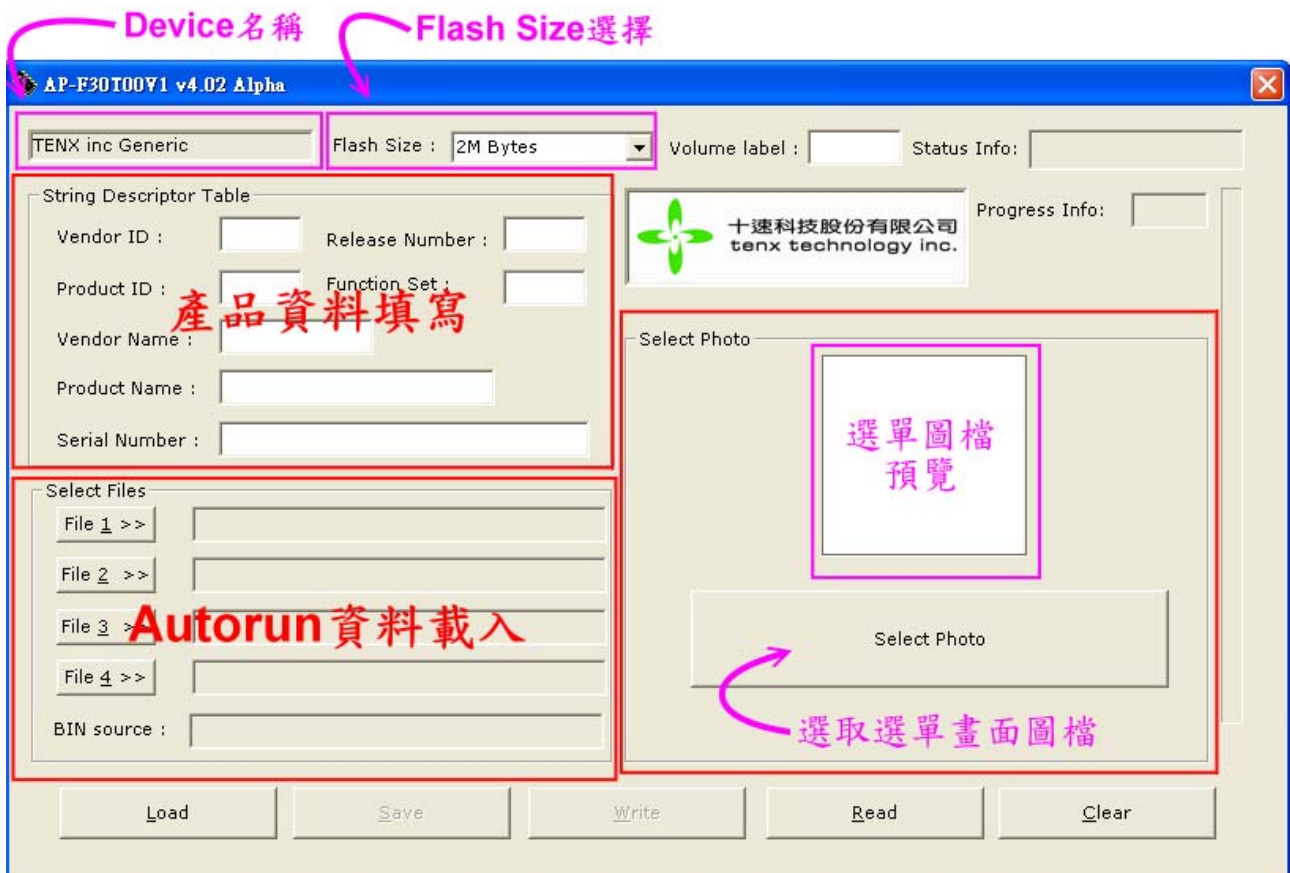 Device名稱
Flash Size選擇
AP-F30T00V1 v4.02 Alpha
TENX inc Generic
Flash Size :
2M Bytes
Volume label :
Status Info:
String Descriptor Table
Vendor ID :
Release Number :
Product ID :
Function Set :
產品資料填寫
Vendor Name :
Product Name :
Serial Number :
十速科技股份有限公司
tenx technology inc.
Progress Info:
Select Photo
選單圖檔
預覽
Select Photo
選取選單畫面圖檔
Select Files
File 1 >>
File 2 >>
File 3 >
Autorun資料載入
File 4 >>
BIN source :
Load
Save
Write
Read
Clear